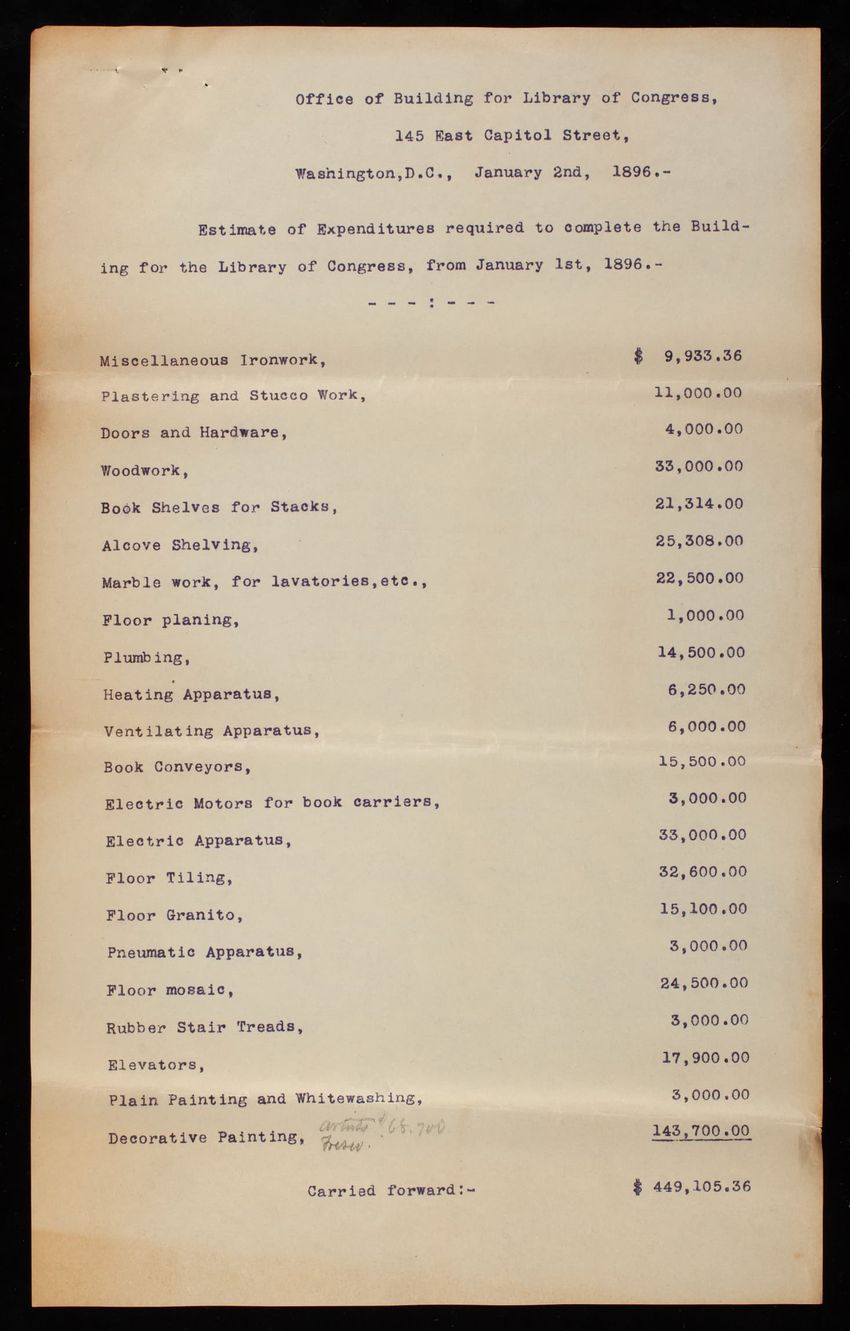 Office of Building for Library of Congress,
145 East Capitol Street,
Washington,D.C., January 2nd, 1896.-
Estimate of Expenditures required to complete the Build-
ing for the Library of Congress, from January 1st, 1896.-
- - - : - - -
Miscellaneous Ironwork, $ 9,933.36
Plastering and Stucco Work, 11,000.00
Doors and Hardware, 4,000.00
Woodwork, 33,000.00
Book Shelves for Stacks, 21,314.00
Alcove Shelving, 25,308.00
Marble work, for lavatories,etc., 22,500.00
Floor planing, 1,000.00
Plumbing, 14,500.00
Heating Apparatus, 6,250.00
Ventilating Apparatus, 6,000.00
Book Conveyors, 15,500.00
Electric Motors for book carriers, 3,000.00
Electric Apparatus, 33,000.00
Floor Tiling, 32,600.00
Floor Granito, 15,100.00
Pneumatic Apparatus, 3,000.00
Floor mosaic, 24,500.00
Rubber Stair Treads, 3,000.00
Elevators, 17,900.00
Plain Painting and Whitewashing, 3,000.00
artists $68,700
Decorative Painting, 143,700.00
Carried forward:- $ 449,105.36